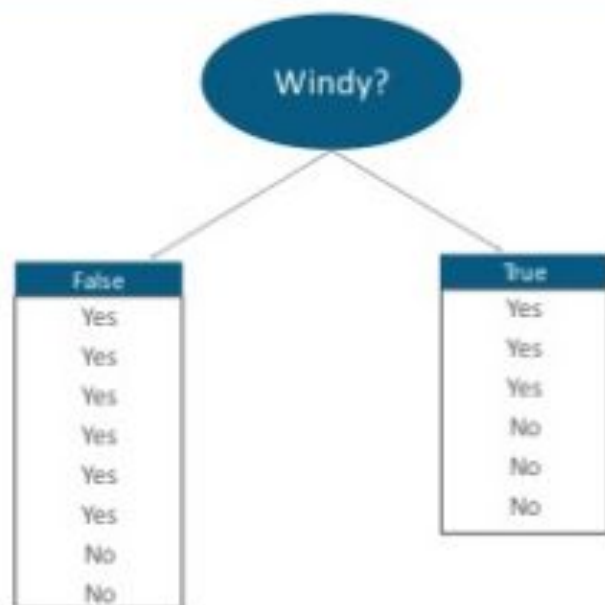 Windy?
False
Yes
Yes
Yes
Yes
Yes
Yes
No
No
True
Yes
Yes
Yes
No
No
No